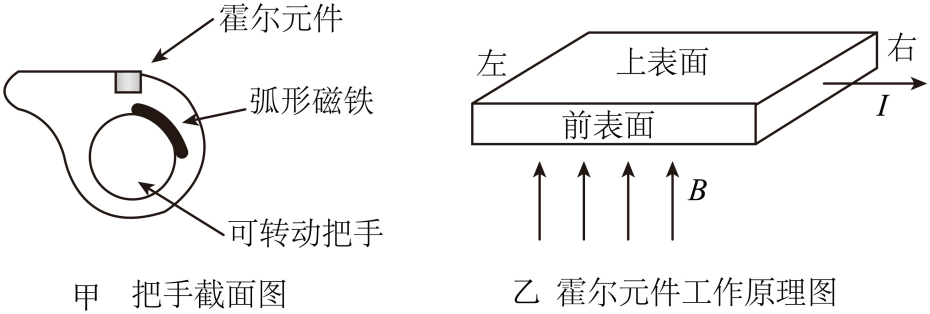 霍尔元件
弧形磁铁
可转动把手
甲 把手截面图
左
上表面
右
前表面
I
B
乙 霍尔元件工作原理图